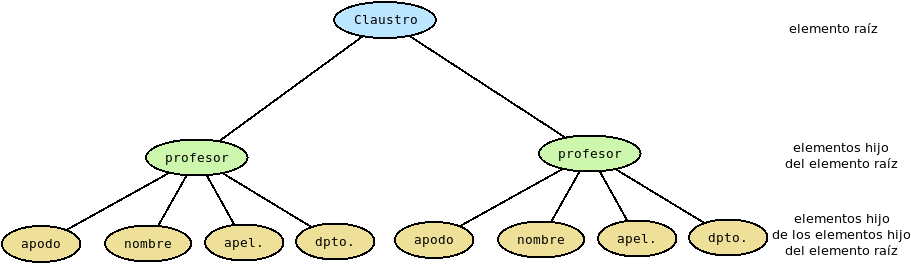 Claustro
elemento raíz
profesor
profesor
elementos hijo
del elemento raíz
apodo
nombre
apel.
dpto.
apodo
nombre
apel.
dpto.
elementos hijo
de los elementos hijo
del elemento raíz